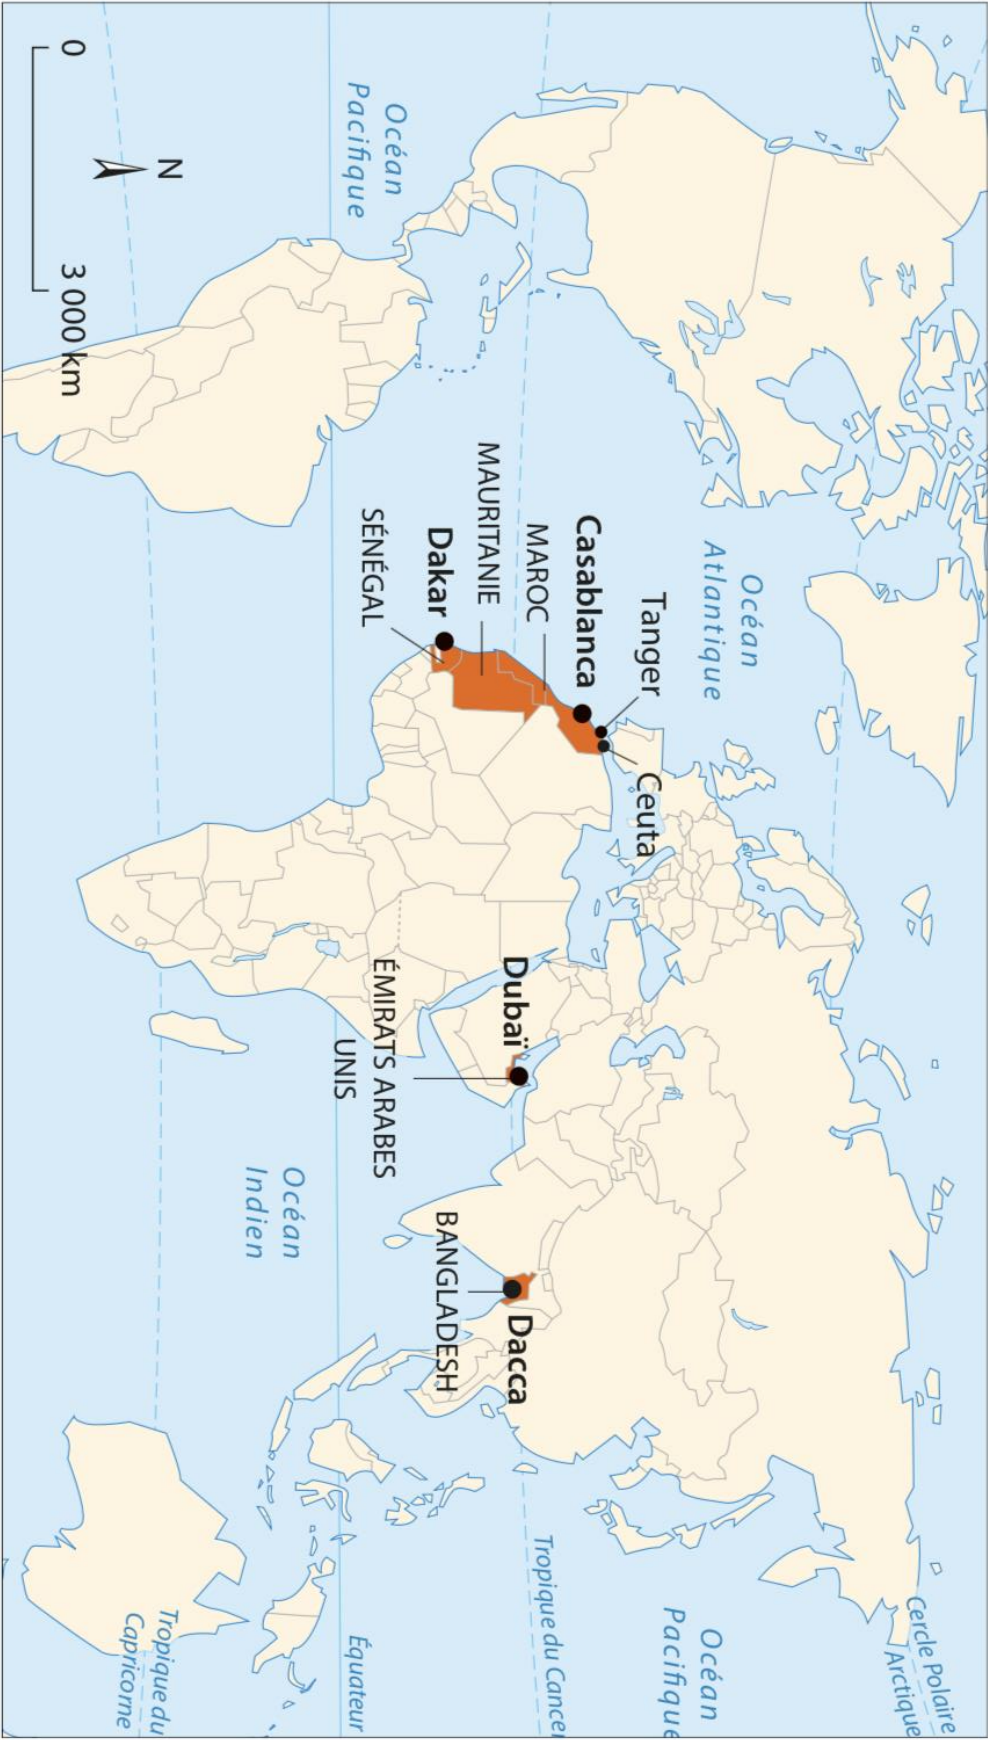 Cercle Polaire
Arctique
Océan
Atlantique
Océan
Pacifique
Tanger
Ceuta
Casablanca
MAROC
MAURITANIE
Dakar
SÉNÉGAL
Dubaï
ÉMIRATS ARABES
UNIS
Dacca
BANGLADESH
Tropique du Cancer
Océan
Pacifique
Équateur
Océan
Indien
Tropique du
Capricorne
N
0
3 000 km